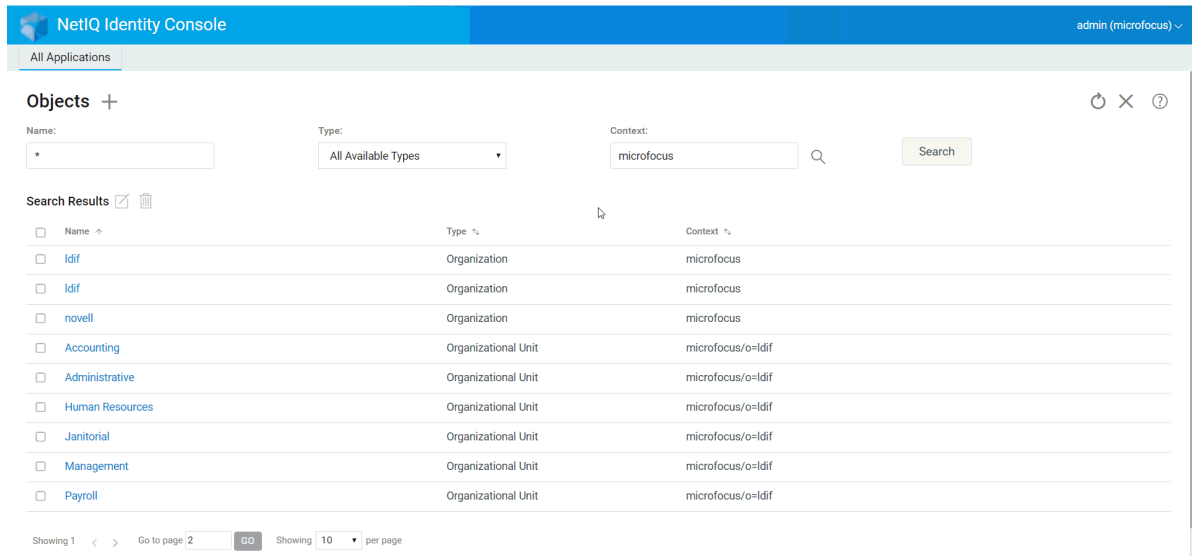 NetIQ Identity Console
admin (microfocus)
All Applications
Objects
Name: Type: Context:
* All Available Types microfocus Search
Search Results
Name Type Context
ldif Organization microfocus
ldif Organization microfocus
novell Organization microfocus
Accounting Organizational Unit microfocus/o=ldif
Administrative Organizational Unit microfocus/o=ldif
Human Resources Organizational Unit microfocus/o=ldif
Janitorial Organizational Unit microfocus/o=ldif
Management Organizational Unit microfocus/o=ldif
Payroll Organizational Unit microfocus/o=ldif
Showing 1 < > Go to page 2 GO Showing 10 per page